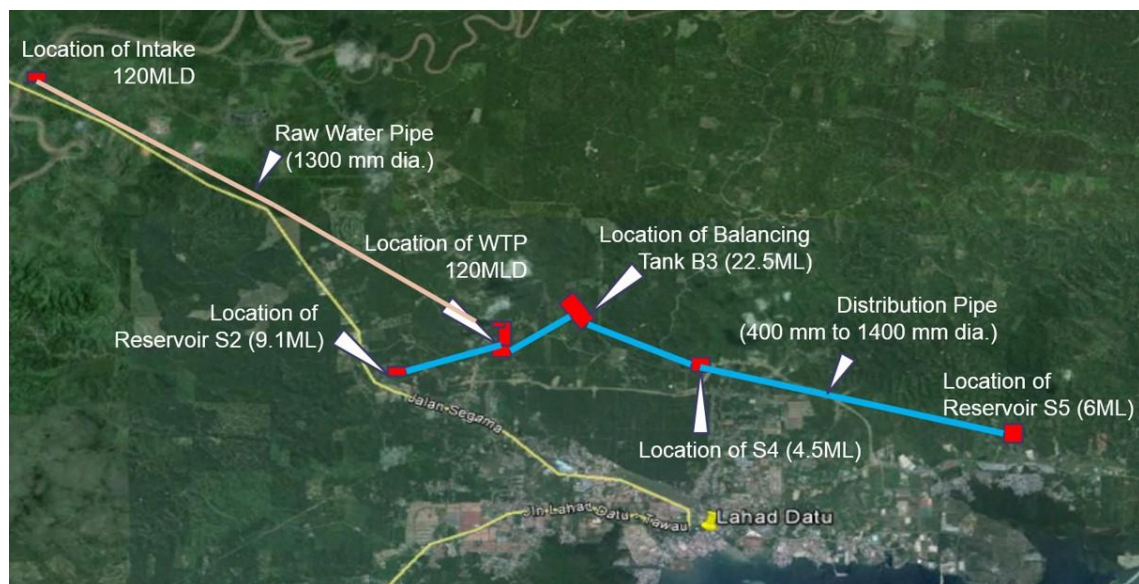 Location of Intake
120MLD
Raw Water Pipe
(1300 mm dia.)
Location of WTP
120MLD
Location of Balancing
Tank B3 (22.5ML)
Location of
Reservoir S2 (9.1ML)
Distribution Pipe
(400 mm to 1400 mm dia.)
Location of
Reservoir S5 (6ML)
Jalan Segama
Location of S4 (4.5ML)
Jln Lahad Datu - Tawau
Lahad Datu